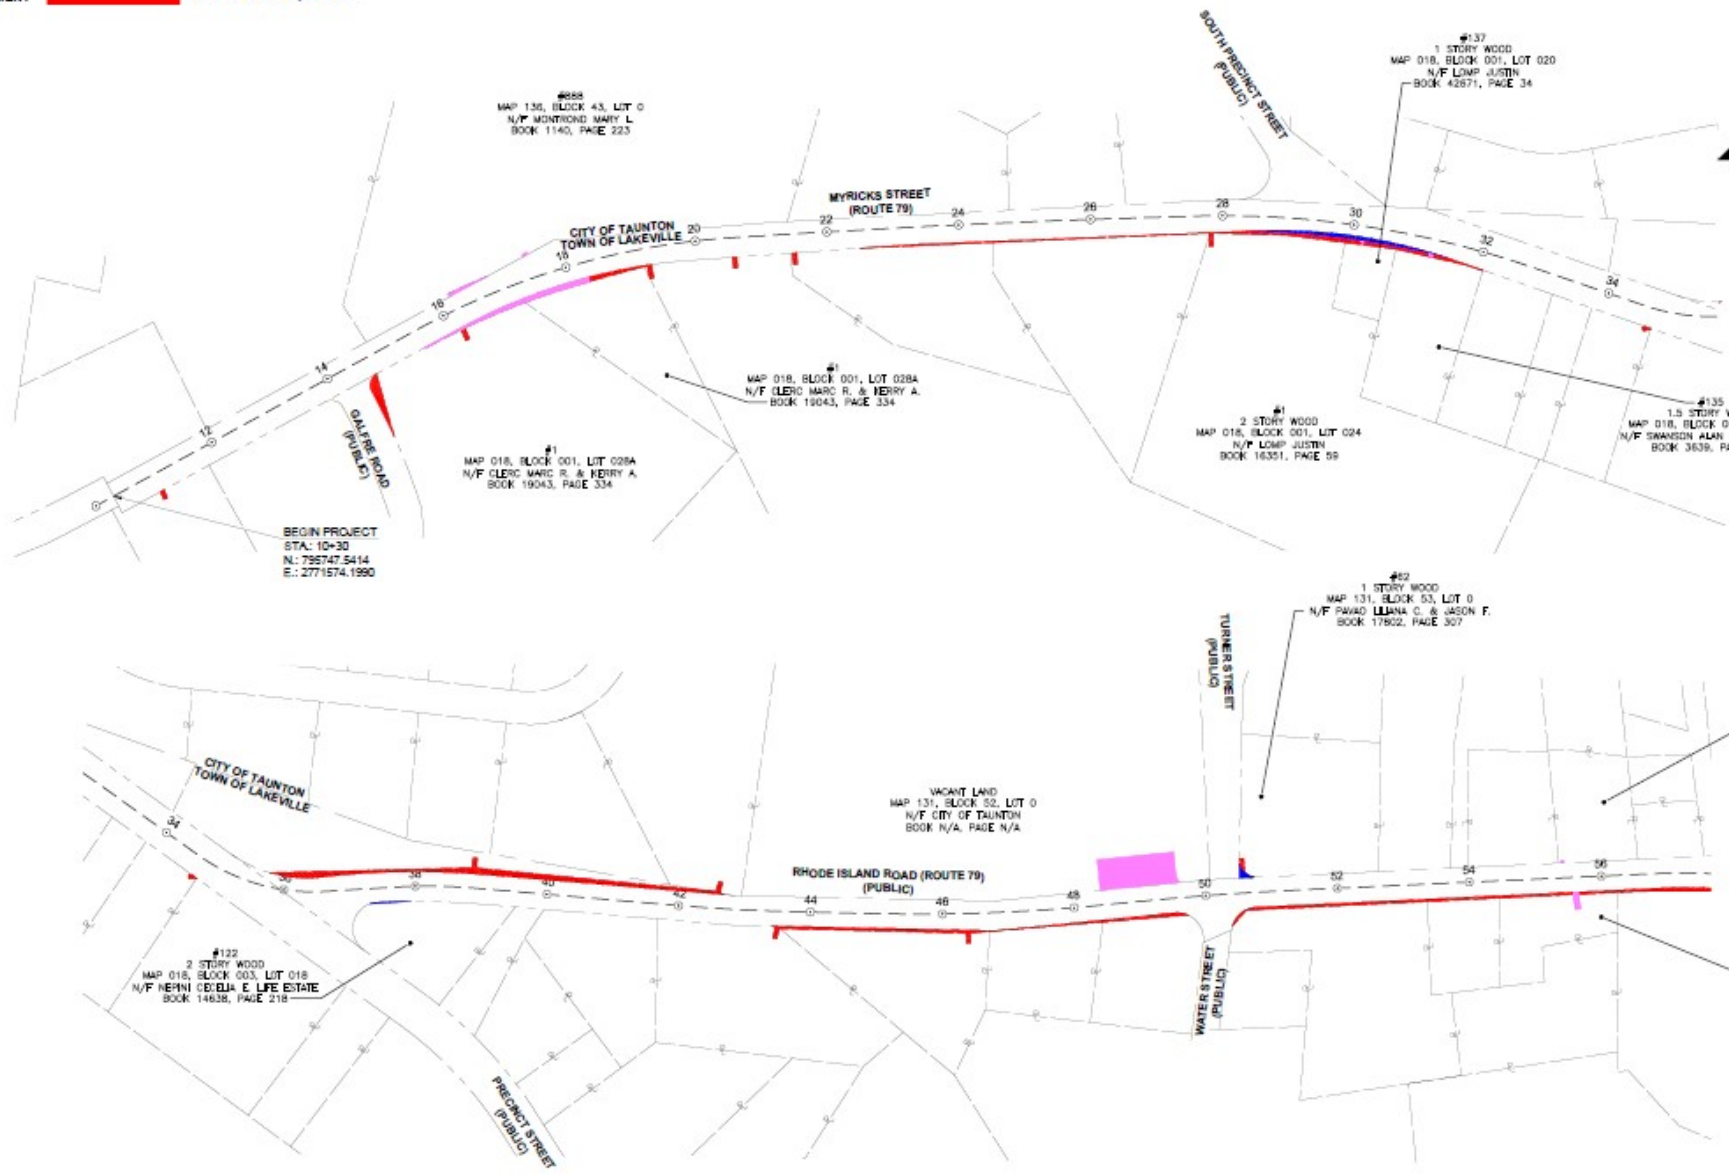 #888
MAP 136, BLOCK 43, LOT 0
N/F MONTROND MARY L
BOOK 1140, PAGE 223
SOUTH PRECINCT STREET
(PUBLIC)
#137
1 STORY WOOD
MAP 018, BLOCK 001, LOT 020
N/F LOMP JUSTIN
BOOK 42671, PAGE 34
MYRICKS STREET
(ROUTE 79)
CITY OF TAUNTON
TOWN OF LAKEVILLE
12
14
16
18
20
22
24
26
28
30
32
34
GALFRE ROAD
(PUBLIC)
#1
MAP 018, BLOCK 001, LOT 028A
N/F CLERC MARC R. & KERRY A.
BOOK 19043, PAGE 334
#1
MAP 018, BLOCK 001, LOT 028A
N/F CLERC MARC R. & KERRY A.
BOOK 19043, PAGE 334
#1
2 STORY WOOD
MAP 018, BLOCK 001, LOT 024
N/F LOMP JUSTIN
BOOK 16351, PAGE 59
#135
1.5 STORY W
MAP 018, BLOCK 0
N/F SWANSON ALAN
BOOK 3639, PA
BEGIN PROJECT
STA.: 10+30
N.: 795747.5414
E.: 2771574.1990
#62
1 STORY WOOD
MAP 131, BLOCK 53, LOT 0
N/F PAVAO LILIANA C. & JASON F.
BOOK 17802, PAGE 307
TURNER STREET
(PUBLIC)
CITY OF TAUNTON
TOWN OF LAKEVILLE
VACANT LAND
MAP 131, BLOCK 52, LOT 0
N/F CITY OF TAUNTON
BOOK N/A, PAGE N/A
RHODE ISLAND ROAD (ROUTE 79)
(PUBLIC)
34
36
38
40
42
44
46
48
50
52
54
56
#122
2 STORY WOOD
MAP 018, BLOCK 003, LOT 018
N/F NEPINI CECELIA E. LIFE ESTATE
BOOK 14638, PAGE 218
WATER STREET
(PUBLIC)
PRECINCT STREET
(PUBLIC)